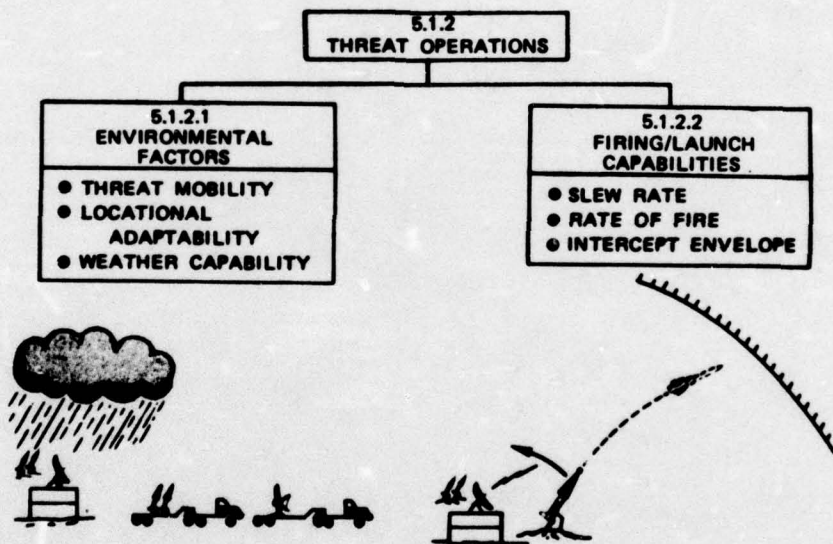 5.1.2
THREAT OPERATIONS
5.1.2.1
ENVIRONMENTAL
FACTORS
● THREAT MOBILITY
● LOCATIONAL
ADAPTABILITY
● WEATHER CAPABILITY
5.1.2.2
FIRING/LAUNCH
CAPABILITIES
● SLEW RATE
● RATE OF FIRE
● INTERCEPT ENVELOPE